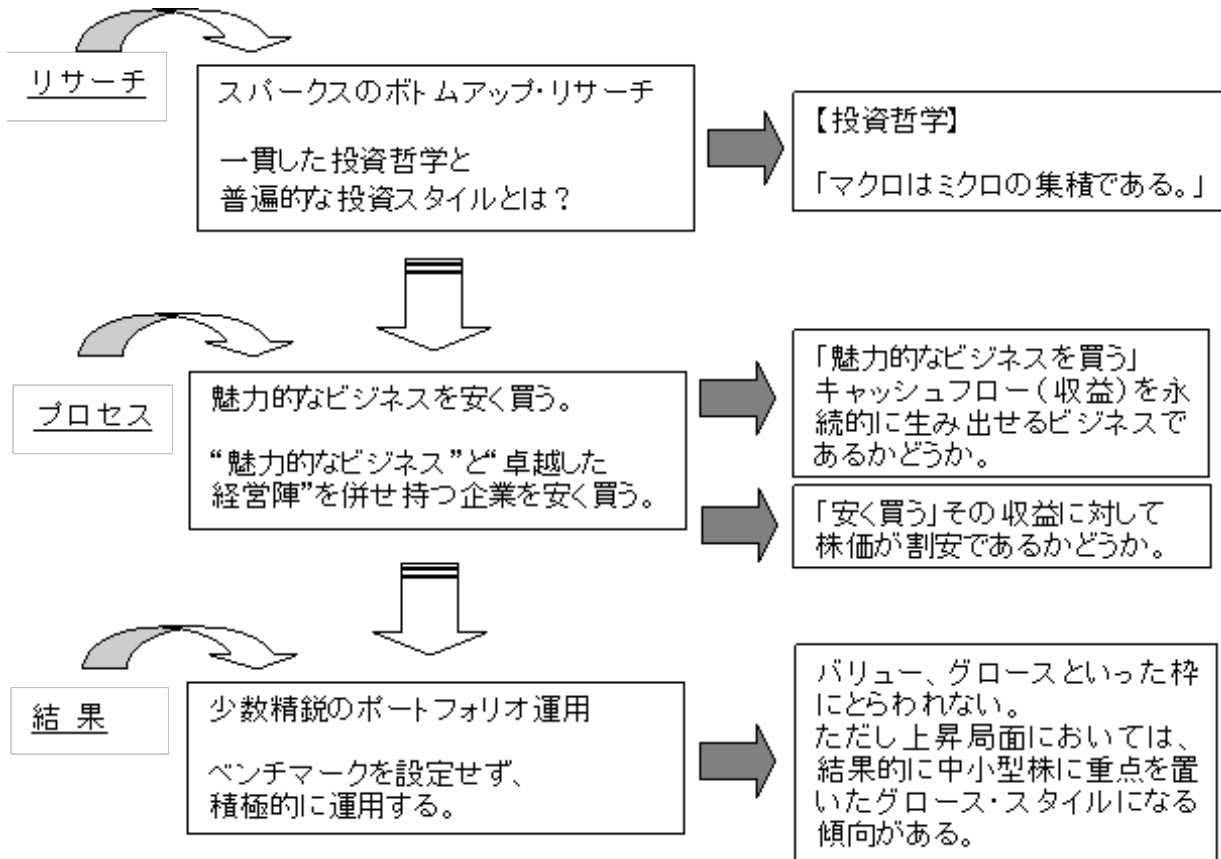 リサーチ
スパークスのボトムアップ・リサーチ
一貫した投資哲学と
普遍的な投資スタイルとは？
【投資哲学】
「マクロはミクロの集積である。」
プロセス
魅力的なビジネスを安く買う。
“魅力的なビジネス”と“卓越した
経営陣”を併せ持つ企業を安く買う。
「魅力的なビジネスを買う」
キャッシュフロー（収益）を永
続的に生み出せるビジネスで
あるかどうか。
「安く買う」その収益に対して
株価が割安であるかどうか。
結 果
少数精鋭のポートフォリオ運用
ベンチマークを設定せず、
積極的に運用する。
バリュー、グロースといった枠
にとらわれない。
ただし上昇局面においては、
結果的に中小型株に重点を置
いたグロース・スタイルになる
傾向がある。